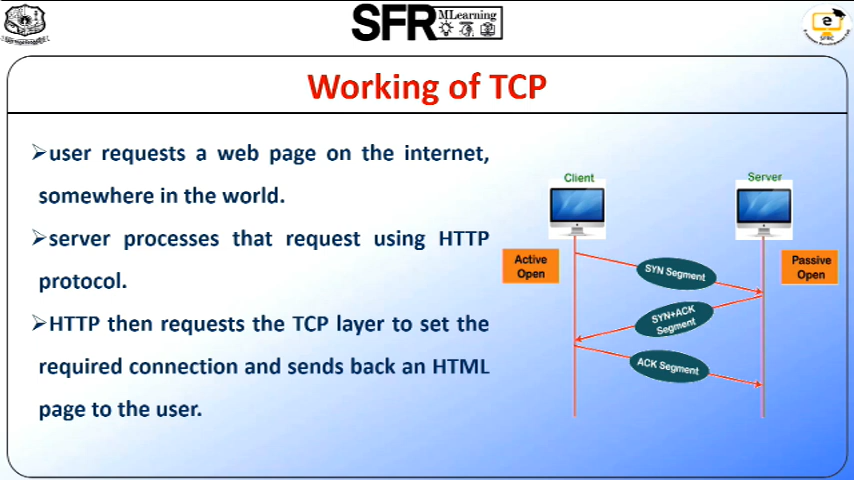 SFR MLearning
Working of TCP
➢user requests a web page on the internet,
somewhere in the world.
➢server processes that request using HTTP
protocol.
➢HTTP then requests the TCP layer to set the
required connection and sends back an HTML
page to the user.
Client
Server
Active
Open
Passive
Open
SYN Segment
SYN+ACK
Segment
ACK Segment
e
SFRC